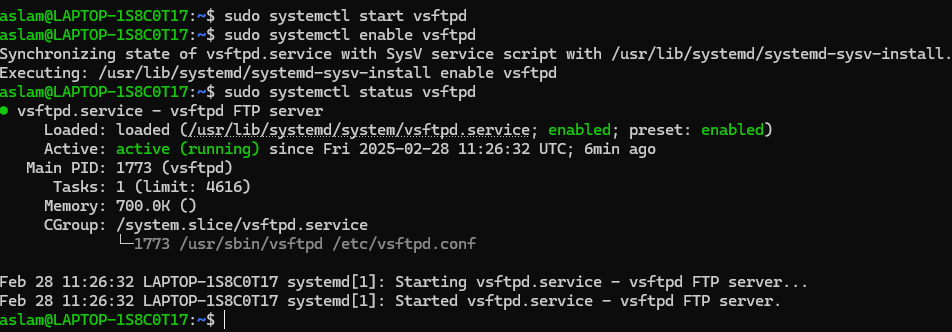 aslam@LAPTOP-1S8C0T17:~$ sudo systemctl start vsftpd
aslam@LAPTOP-1S8C0T17:~$ sudo systemctl enable vsftpd
Synchronizing state of vsftpd.service with SysV service script with /usr/lib/systemd/systemd-sysv-install.
Executing: /usr/lib/systemd/systemd-sysv-install enable vsftpd
aslam@LAPTOP-1S8C0T17:~$ sudo systemctl status vsftpd
● vsftpd.service - vsftpd FTP server
     Loaded: loaded (/usr/lib/systemd/system/vsftpd.service; enabled; preset: enabled)
     Active: active (running) since Fri 2025-02-28 11:26:32 UTC; 6min ago
   Main PID: 1773 (vsftpd)
      Tasks: 1 (limit: 4616)
     Memory: 700.0K ()
     CGroup: /system.slice/vsftpd.service
             └─1773 /usr/sbin/vsftpd /etc/vsftpd.conf

Feb 28 11:26:32 LAPTOP-1S8C0T17 systemd[1]: Starting vsftpd.service - vsftpd FTP server...
Feb 28 11:26:32 LAPTOP-1S8C0T17 systemd[1]: Started vsftpd.service - vsftpd FTP server.
aslam@LAPTOP-1S8C0T17:~$